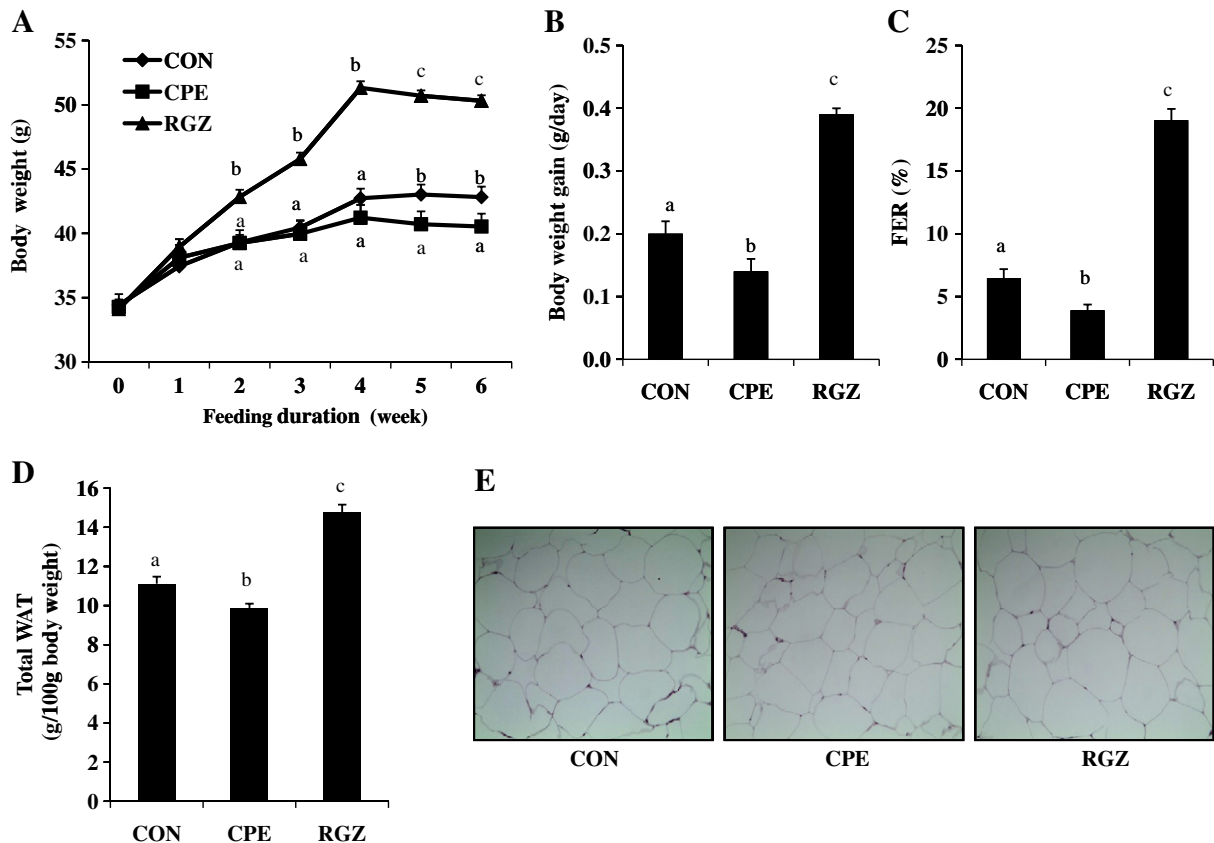 A
55
50
45
40
35
30
Body weight (g)
CON
CPE
RGZ
b
c
c
b
b
a
b
b
a
a
a
a
a
a
a
0 1 2 3 4 5 6
Feeding duration (week)
B
0.5
0.4
0.3
0.2
0.1
0.0
Body weight gain (g/day)
a
b
c
CON CPE RGZ
C
25
20
15
10
5
0
FER (%)
a
b
c
CON CPE RGZ
D
16
14
12
10
8
6
4
2
0
Total WAT
(g/100g body weight)
a
b
c
CON CPE RGZ
E
CON CPE RGZ